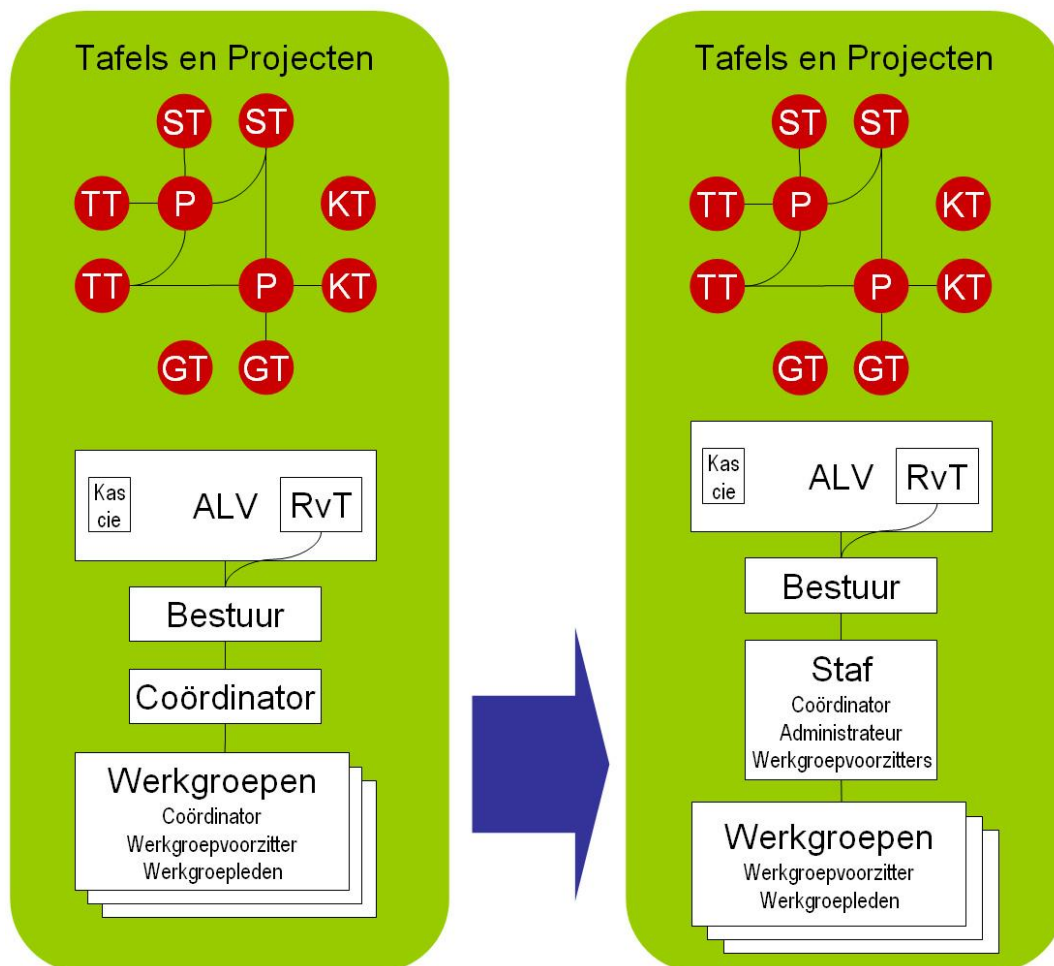 Tafels en Projecten
ST ST
TT P KT
TT P KT
GT GT
Kas
cie
ALV
RvT
Bestuur
Coördinator
Werkgroepen
Coördinator
Werkgroepvoorzitter
Werkgroepleden
Tafels en Projecten
ST ST
TT P KT
TT P KT
GT GT
Kas
cie
ALV
RvT
Bestuur
Staf
Coördinator
Administrateur
Werkgroepvoorzitters
Werkgroepen
Werkgroepvoorzitter
Werkgroepleden